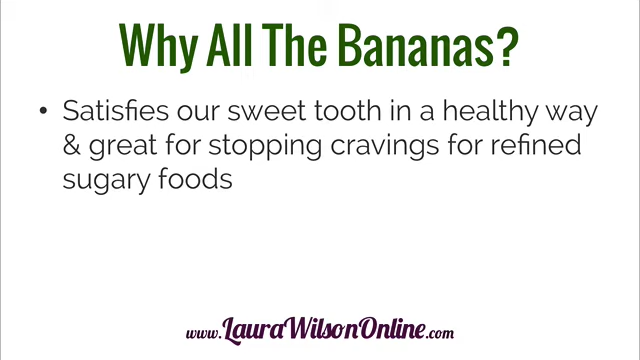 Why All The Bananas?
• Satisfies our sweet tooth in a healthy way
& great for stopping cravings for refined
sugary foods
www.LauraWilsonOnline.com